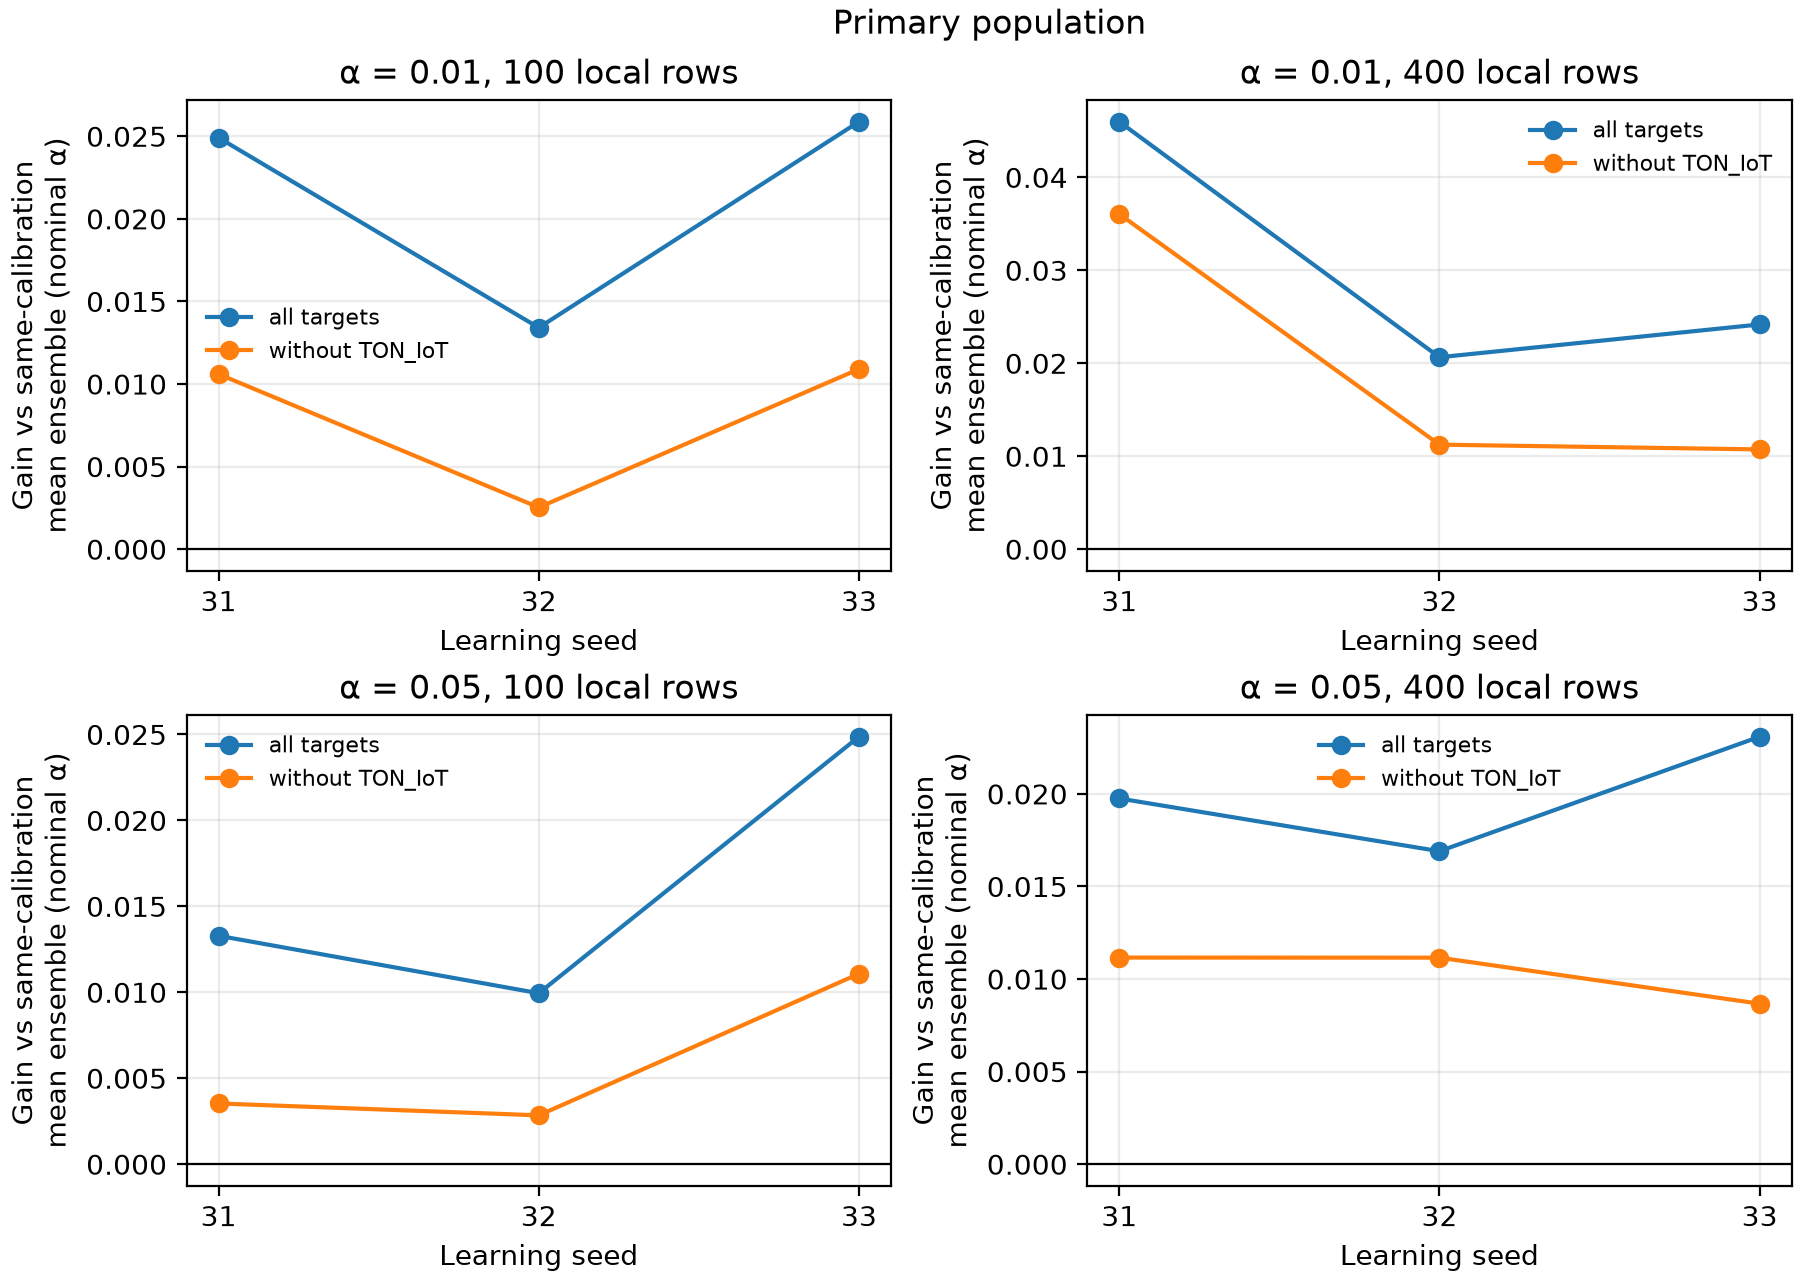 Primary population
α = 0.01, 100 local rows
Gain vs same-calibration
mean ensemble (nominal α)
0.025
0.020
0.015
0.010
0.005
0.000
all targets
without TON_IoT
31
32
33
Learning seed
α = 0.01, 400 local rows
Gain vs same-calibration
mean ensemble (nominal α)
0.04
0.03
0.02
0.01
0.00
all targets
without TON_IoT
31
32
33
Learning seed
α = 0.05, 100 local rows
Gain vs same-calibration
mean ensemble (nominal α)
0.025
0.020
0.015
0.010
0.005
0.000
all targets
without TON_IoT
31
32
33
Learning seed
α = 0.05, 400 local rows
Gain vs same-calibration
mean ensemble (nominal α)
0.020
0.015
0.010
0.005
0.000
all targets
without TON_IoT
31
32
33
Learning seed